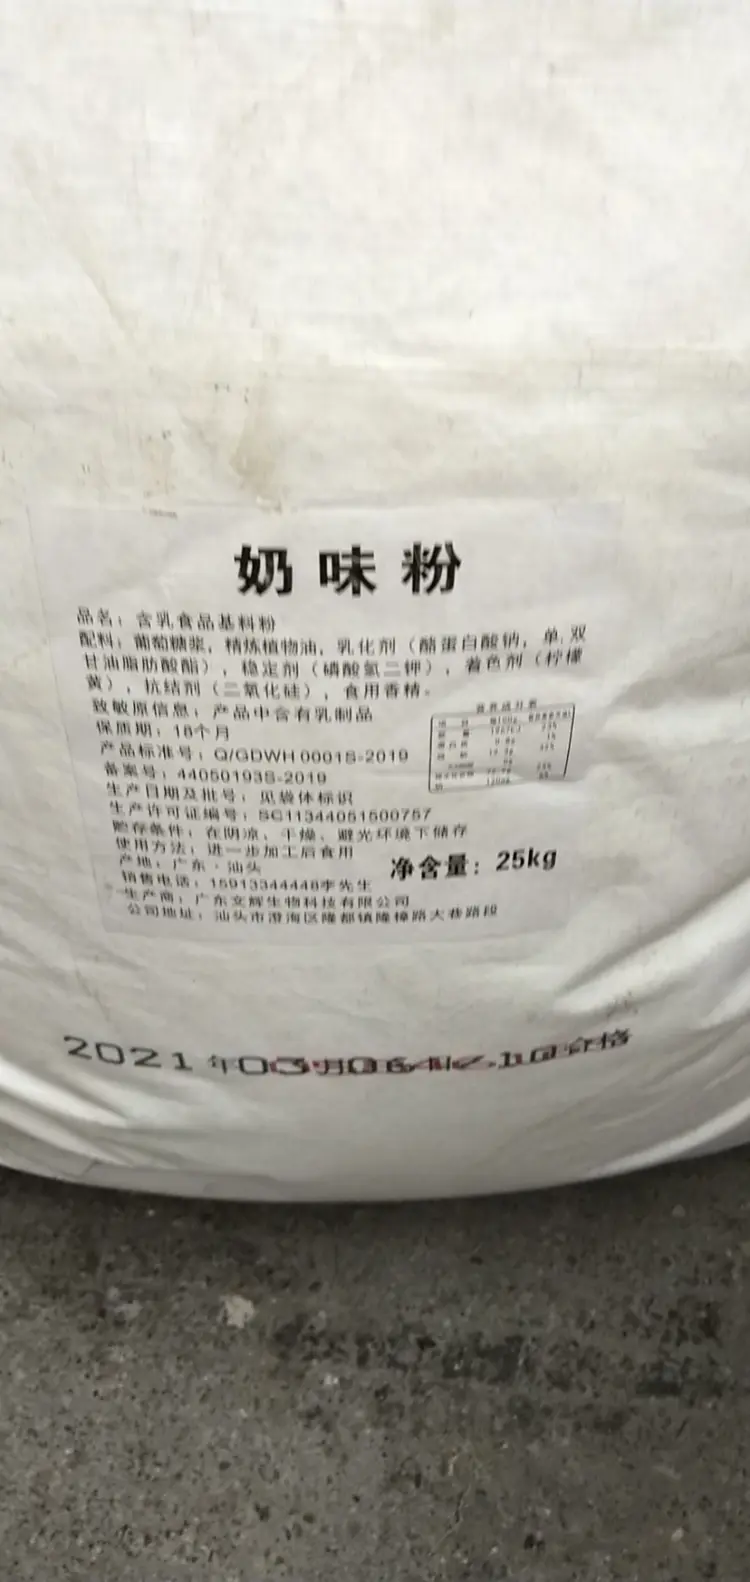 奶味粉
品名：含乳食品基料粉
配料：葡萄糖浆，精炼植物油，乳化剂（酪蛋白酸钠，单.双
甘油脂肪酸酯），稳定剂（磷酸氢二钾），着色剂（柠檬
黄），抗结剂（二氧化硅），食用香精。
致敏原信息：产品中含有乳制品
保质期：18个月
产品标准号：Q/GDWH 0001S-2019
备案号：44050193S-2019
生产日期及批号：见袋体标识
生产许可证编号：SC11344051500757
贮存条件：在阴凉、干燥、避光环境下储存
使用方法：进一步加工后食用
产地：广东·汕头
净含量：25kg
销售电话：15913344448李先生
生产商：广东文辉生物科技有限公司
公司地址：汕头市澄海区隆都镇隆樟路大巷路段
营养成分表
2021年03月06 合格